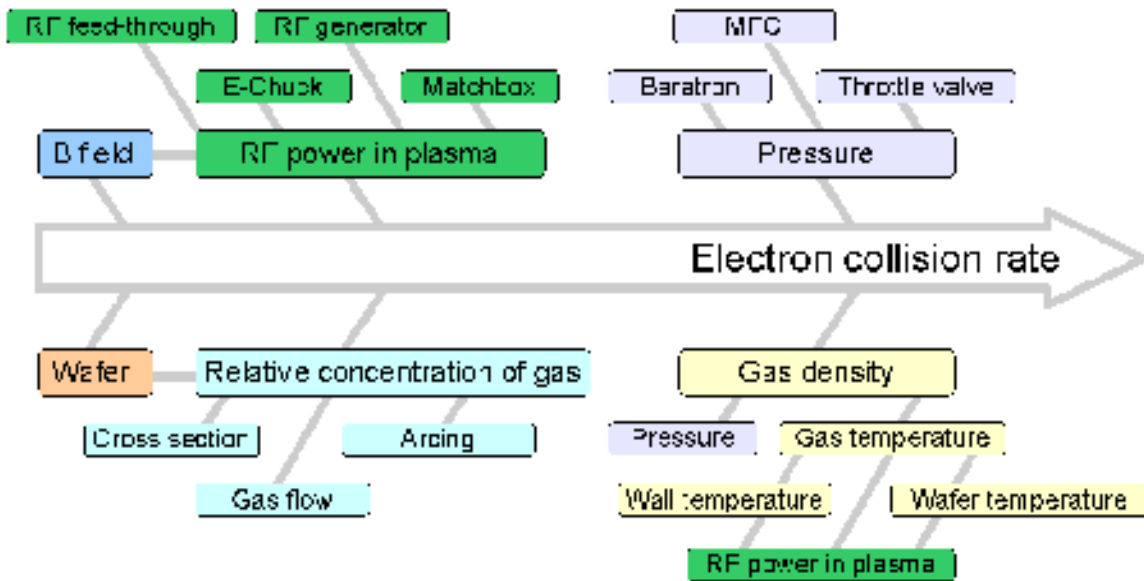 RF feed-through
RF generator
MFC
E-Chuck
Matchbox
Baratron
Throttle valve
B field
RF power in plasma
Pressure
Electron collision rate
Wafer
Relative concentration of gas
Gas density
Cross section
Arcing
Pressure
Gas temperature
Gas flow
Wall temperature
Wafer temperature
RF power in plasma